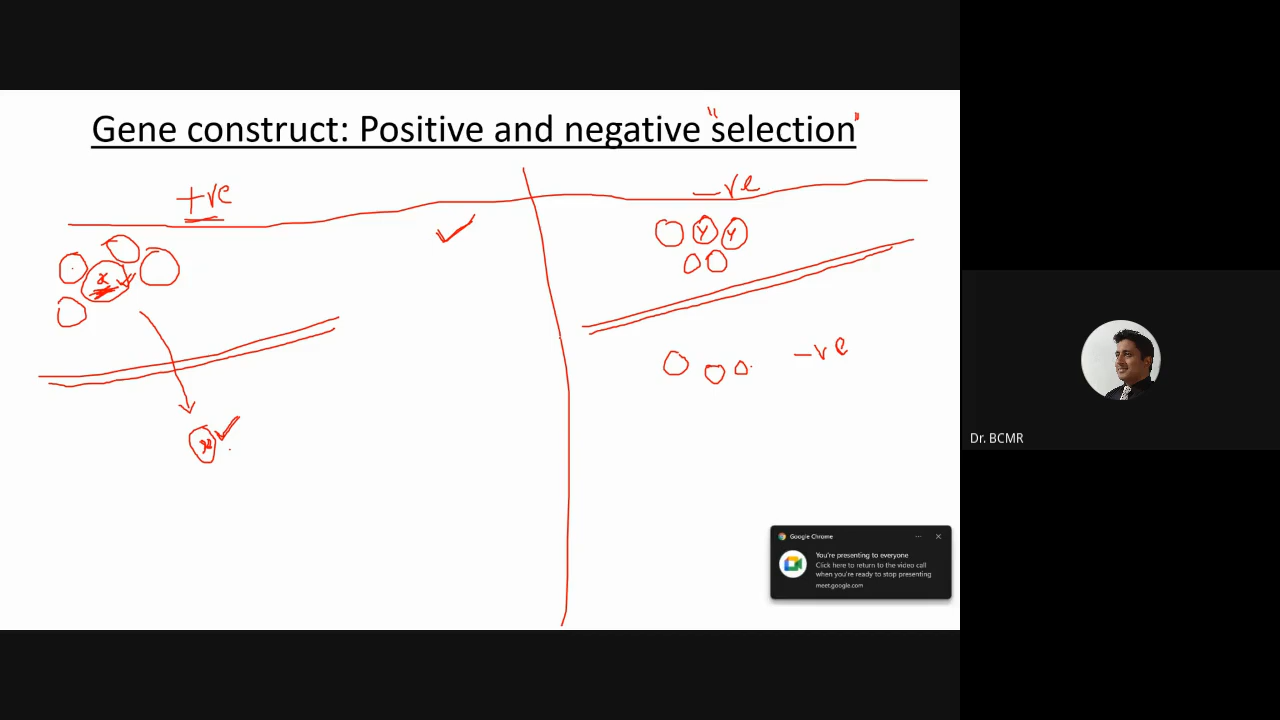 Gene construct: Positive and negative "selection"
+ve
-ve
x
Y Y
-ve
x
Dr. BCMR
Google Chrome
You're presenting to everyone
Click here to return to the video call
when you're ready to stop presenting
meet.google.com